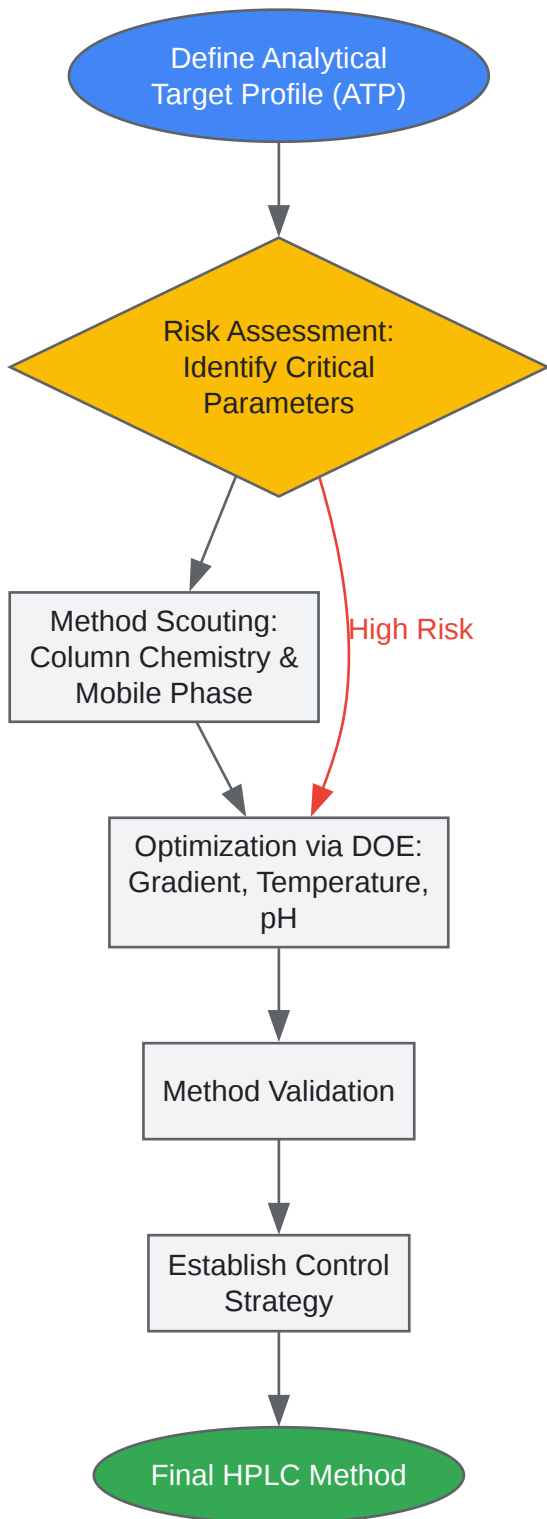 Define Analytical
Target Profile (ATP)
Risk Assessment:
Identify Critical
Parameters
High Risk
Method Scouting:
Column Chemistry &
Mobile Phase
Optimization via DOE:
Gradient, Temperature,
pH
Method Validation
Establish Control
Strategy
Final HPLC Method